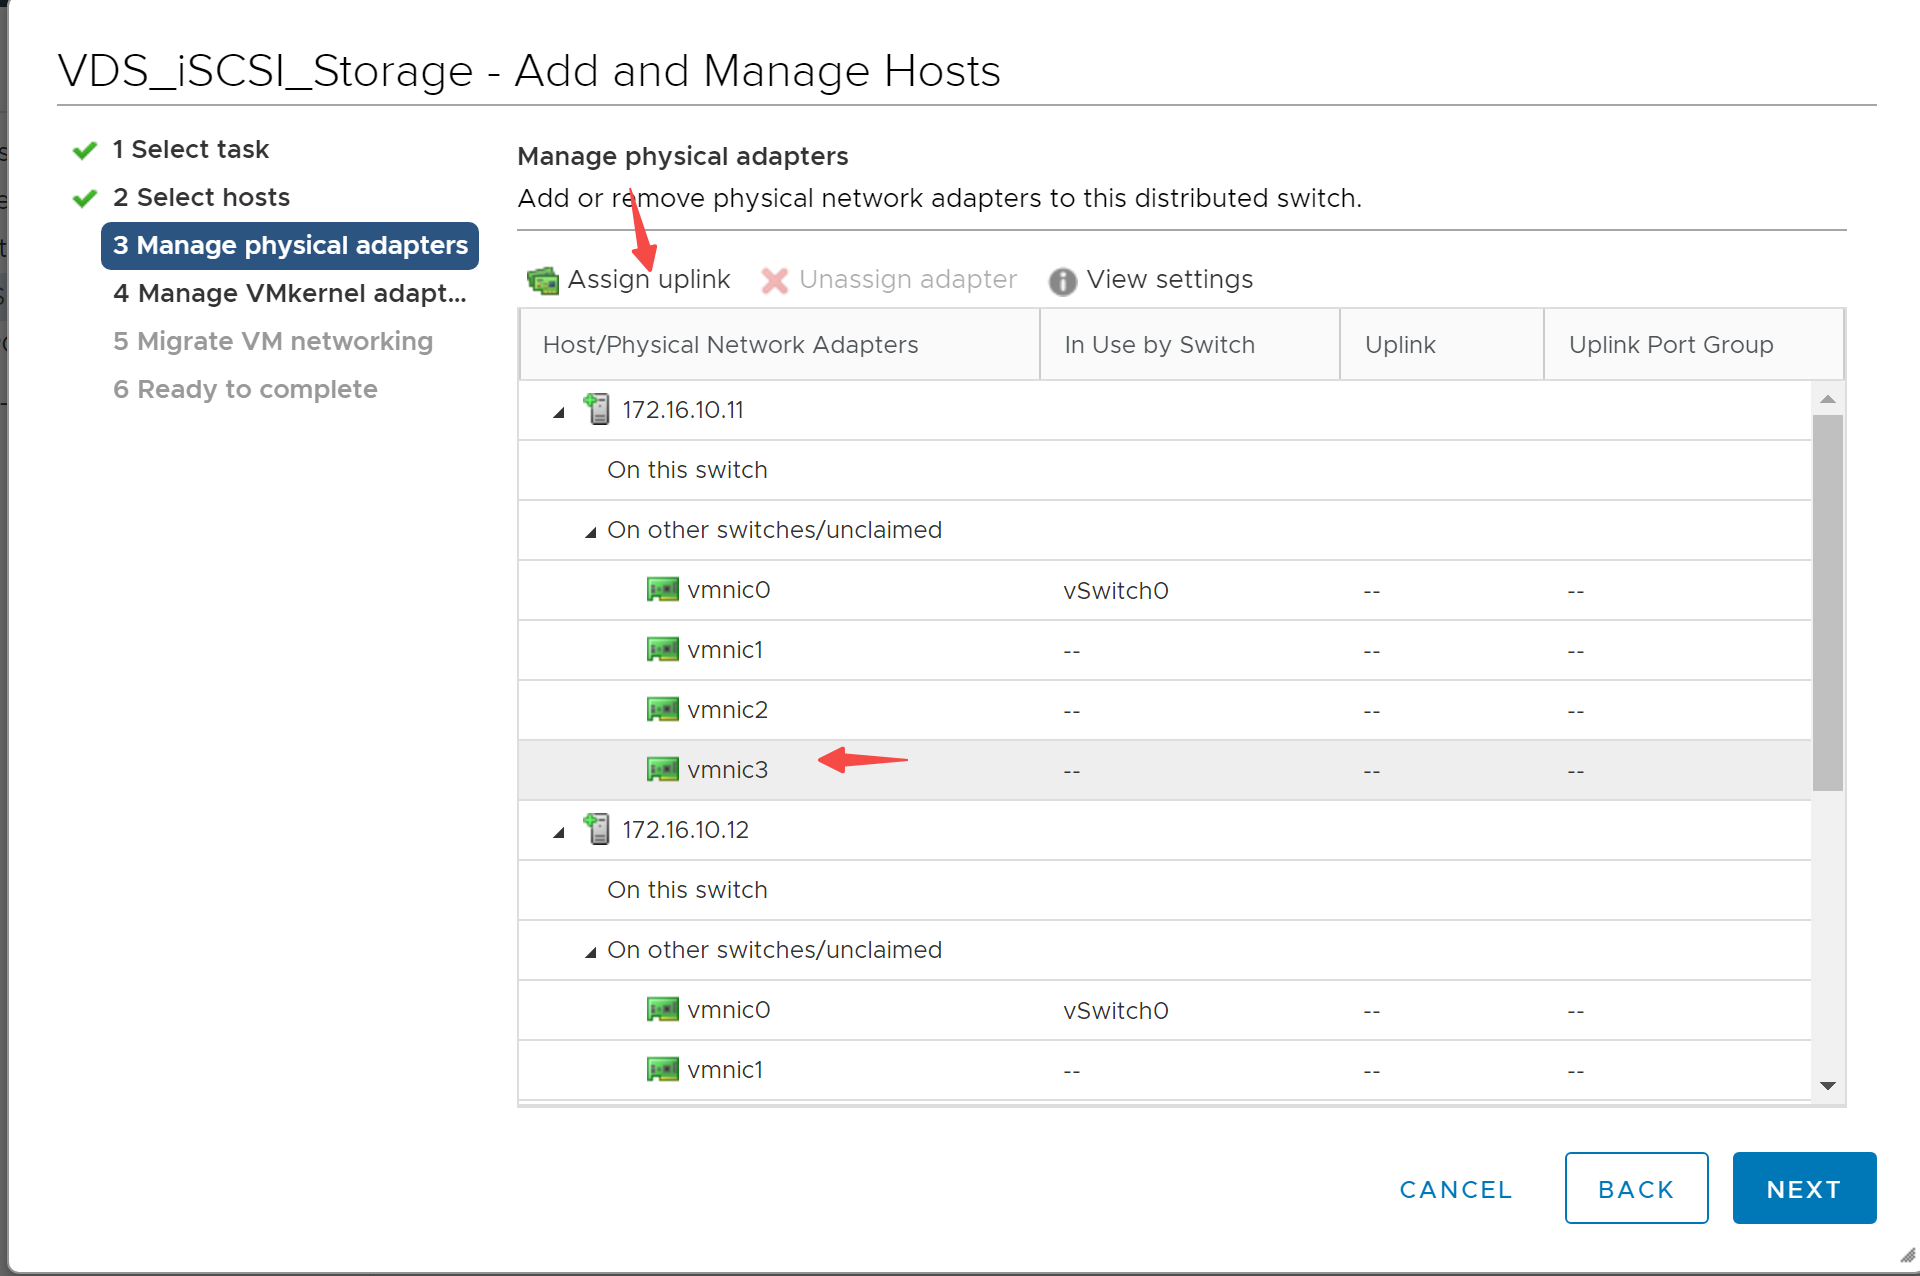 VDS_iSCSI_Storage - Add and Manage Hosts
1 Select task
2 Select hosts
3 Manage physical adapters
4 Manage VMkernel adapt...
5 Migrate VM networking
6 Ready to complete
Manage physical adapters
Add or remove physical network adapters to this distributed switch.
Assign uplink Unassign adapter View settings
Host/Physical Network Adapters In Use by Switch Uplink Uplink Port Group
172.16.10.11
On this switch
On other switches/unclaimed
vmnic0 vSwitch0 -- --
vmnic1 -- -- --
vmnic2 -- -- --
vmnic3 -- -- --
172.16.10.12
On this switch
On other switches/unclaimed
vmnic0 vSwitch0 -- --
vmnic1 -- -- --
CANCEL BACK NEXT